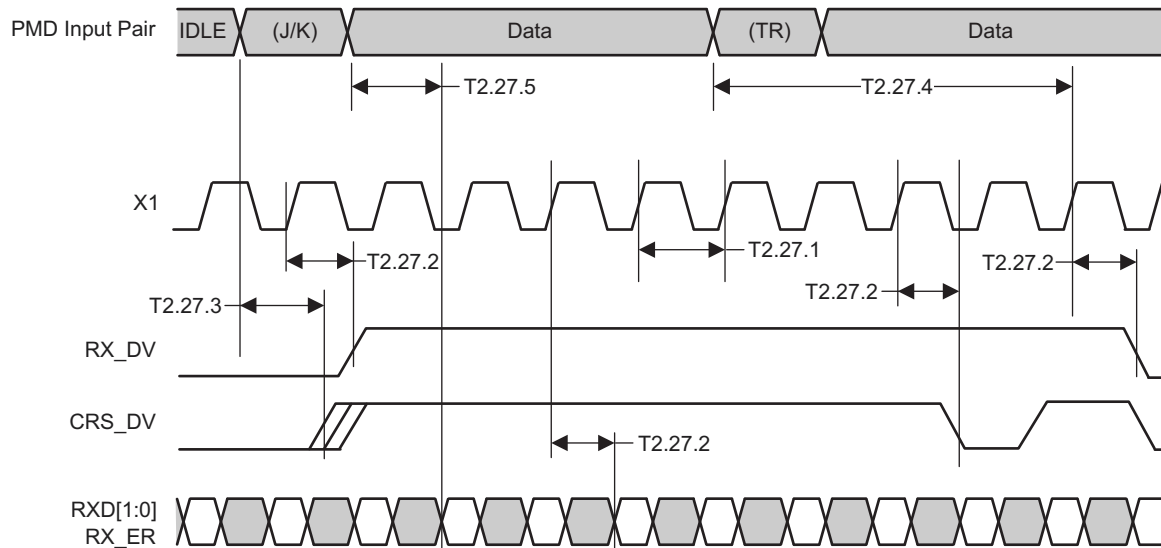 PMD Input Pair IDLE (J/K) Data (TR) Data
T2.27.5 T2.27.4
X1
T2.27.2 T2.27.1 T2.27.2
T2.27.3 T2.27.2
RX_DV
CRS_DV
T2.27.2
RXD[1:0]
RX_ER